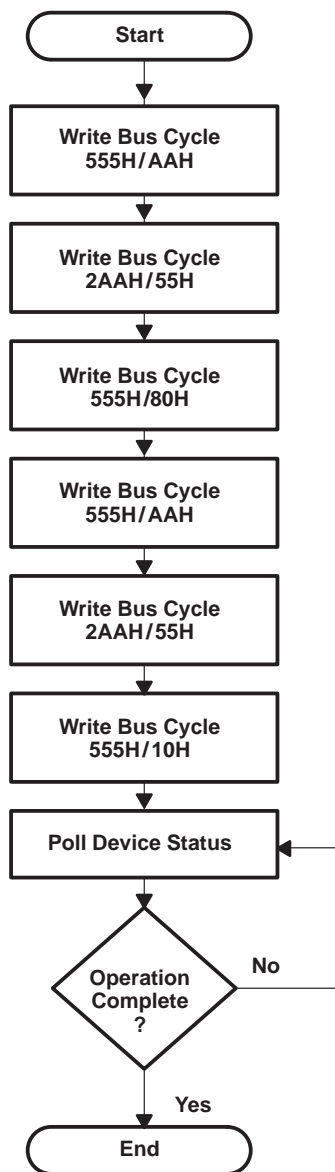 Start
Write Bus Cycle
555H/AAH
Write Bus Cycle
2AAH/55H
Write Bus Cycle
555H/80H
Write Bus Cycle
555H/AAH
Write Bus Cycle
2AAH/55H
Write Bus Cycle
555H/10H
Poll Device Status
Operation
Complete
?
No
Yes
End